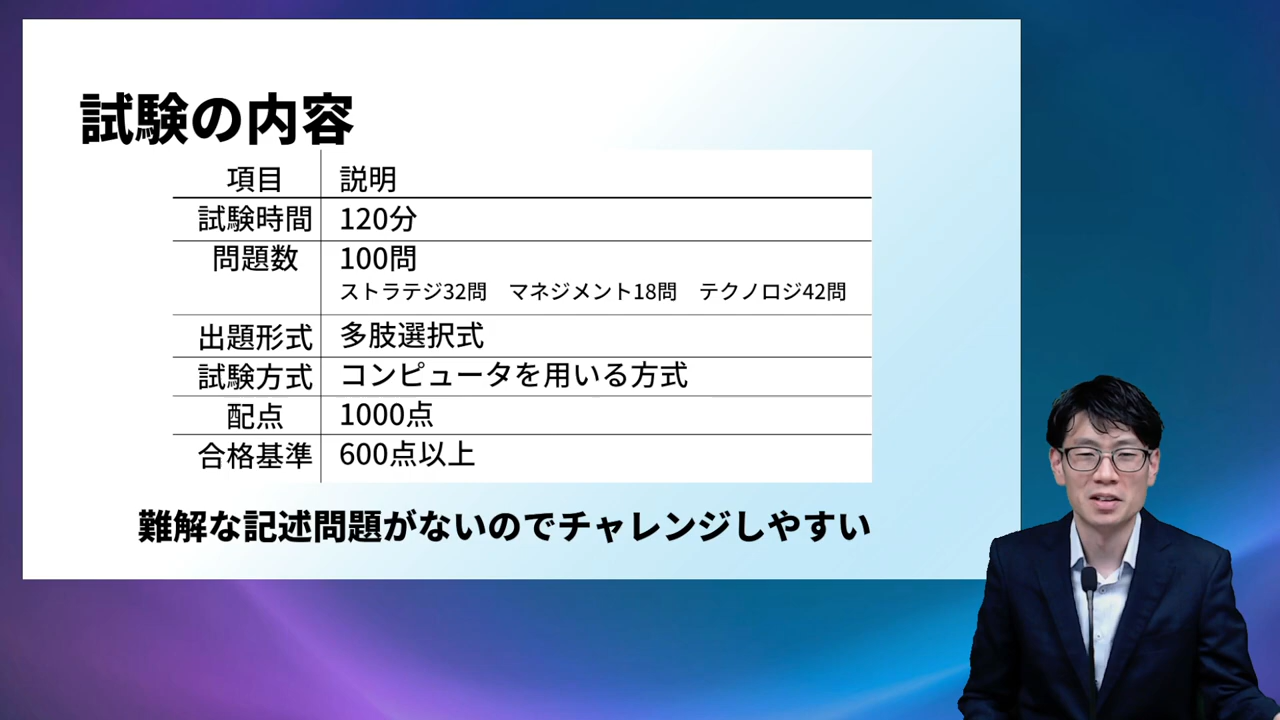 試験の内容
項目 説明
試験時間 120分
問題数 100問
ストラテジ32問 マネジメント18問 テクノロジ42問
出題形式 多肢選択式
試験方式 コンピュータを用いる方式
配点 1000点
合格基準 600点以上
難解な記述問題がないのでチャレンジしやすい